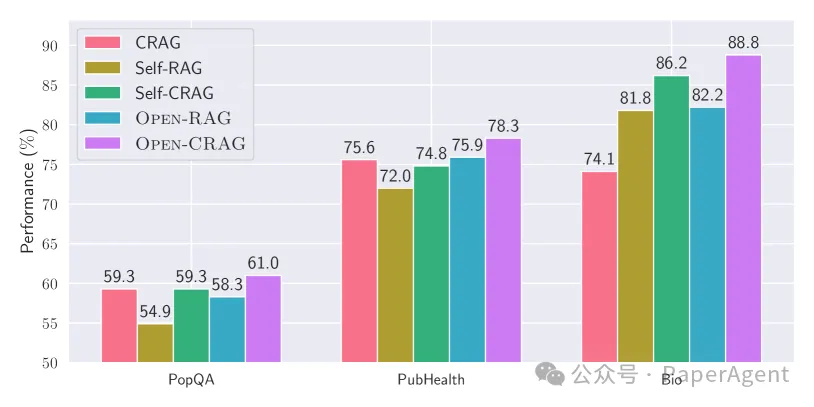 CRAG
Self-RAG
Self-CRAG
OPEN-RAG
OPEN-CRAG
Performance (%)
90
85
80
75
70
65
60
55
50
59.3
54.9
59.3
58.3
61.0
75.6
72.0
74.8
75.9
78.3
74.1
81.8
86.2
82.2
88.8
PopQA
PubHealth
Bio
公众号 · PaperAgent